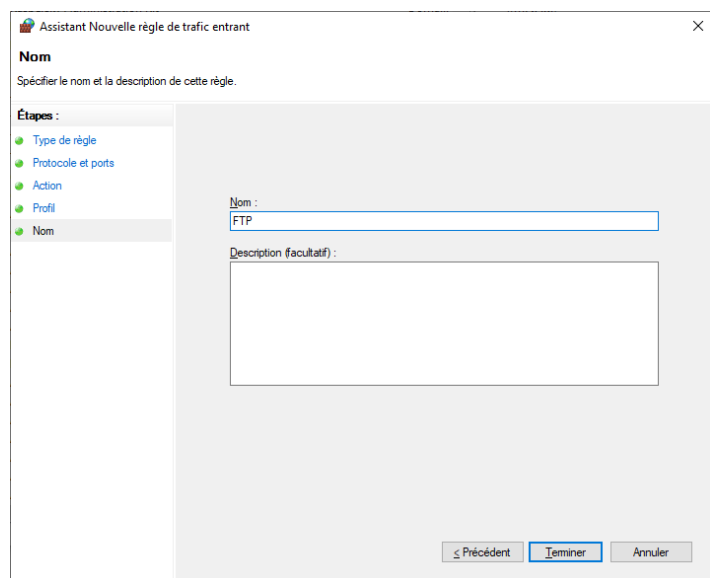 Assistant Nouvelle règle de trafic entrant
Nom
Spécifier le nom et la description de cette règle.
Étapes :
Type de règle
Protocole et ports
Action
Profil
Nom
Nom :
FTP
Description (facultatif) :
< Précédent
Terminer
Annuler